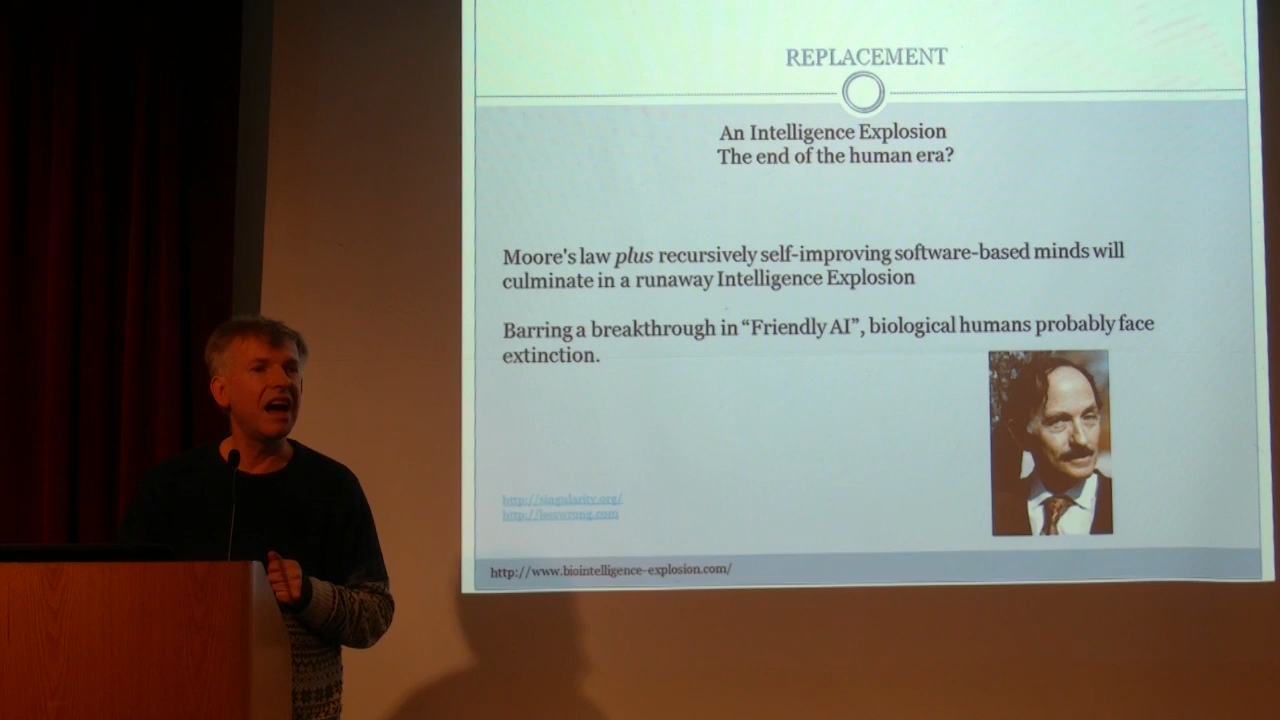 REPLACEMENT
An Intelligence Explosion
The end of the human era?
Moore's law plus recursively self-improving software-based minds will
culminate in a runaway Intelligence Explosion
Barring a breakthrough in “Friendly AI”, biological humans probably face
extinction.
http://singularity.org/
http://lesswrong.com
http://www.biointelligence-explosion.com/